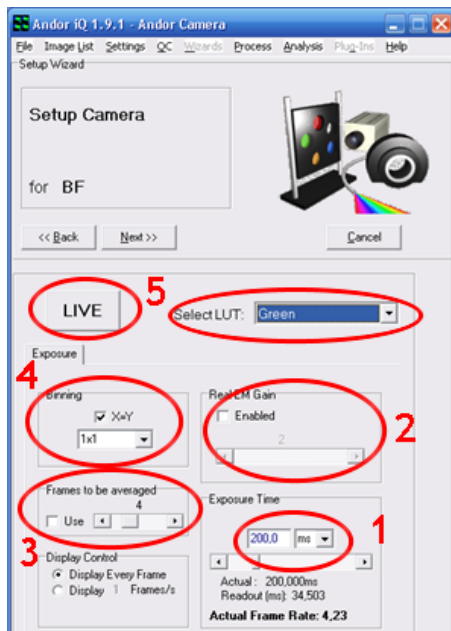 Andor iQ 1.9.1 - Andor Camera
File Image List Settings QC Wizards Process Analysis Plug-Ins Help
Setup Wizard
Setup Camera
for BF
<< Back Next >> Cancel
LIVE
5
Select LUT: Green
Exposure
4
Binning
X=Y
1x1
Real EM Gain
Enabled
2
2
Frames to be averaged
4
Use
3
Exposure Time
200,0 ms
1
Actual : 200,000ms
Readout (ms): 34,503
Actual Frame Rate: 4,23
Display Control
Display Every Frame
Display 1 Frames/s